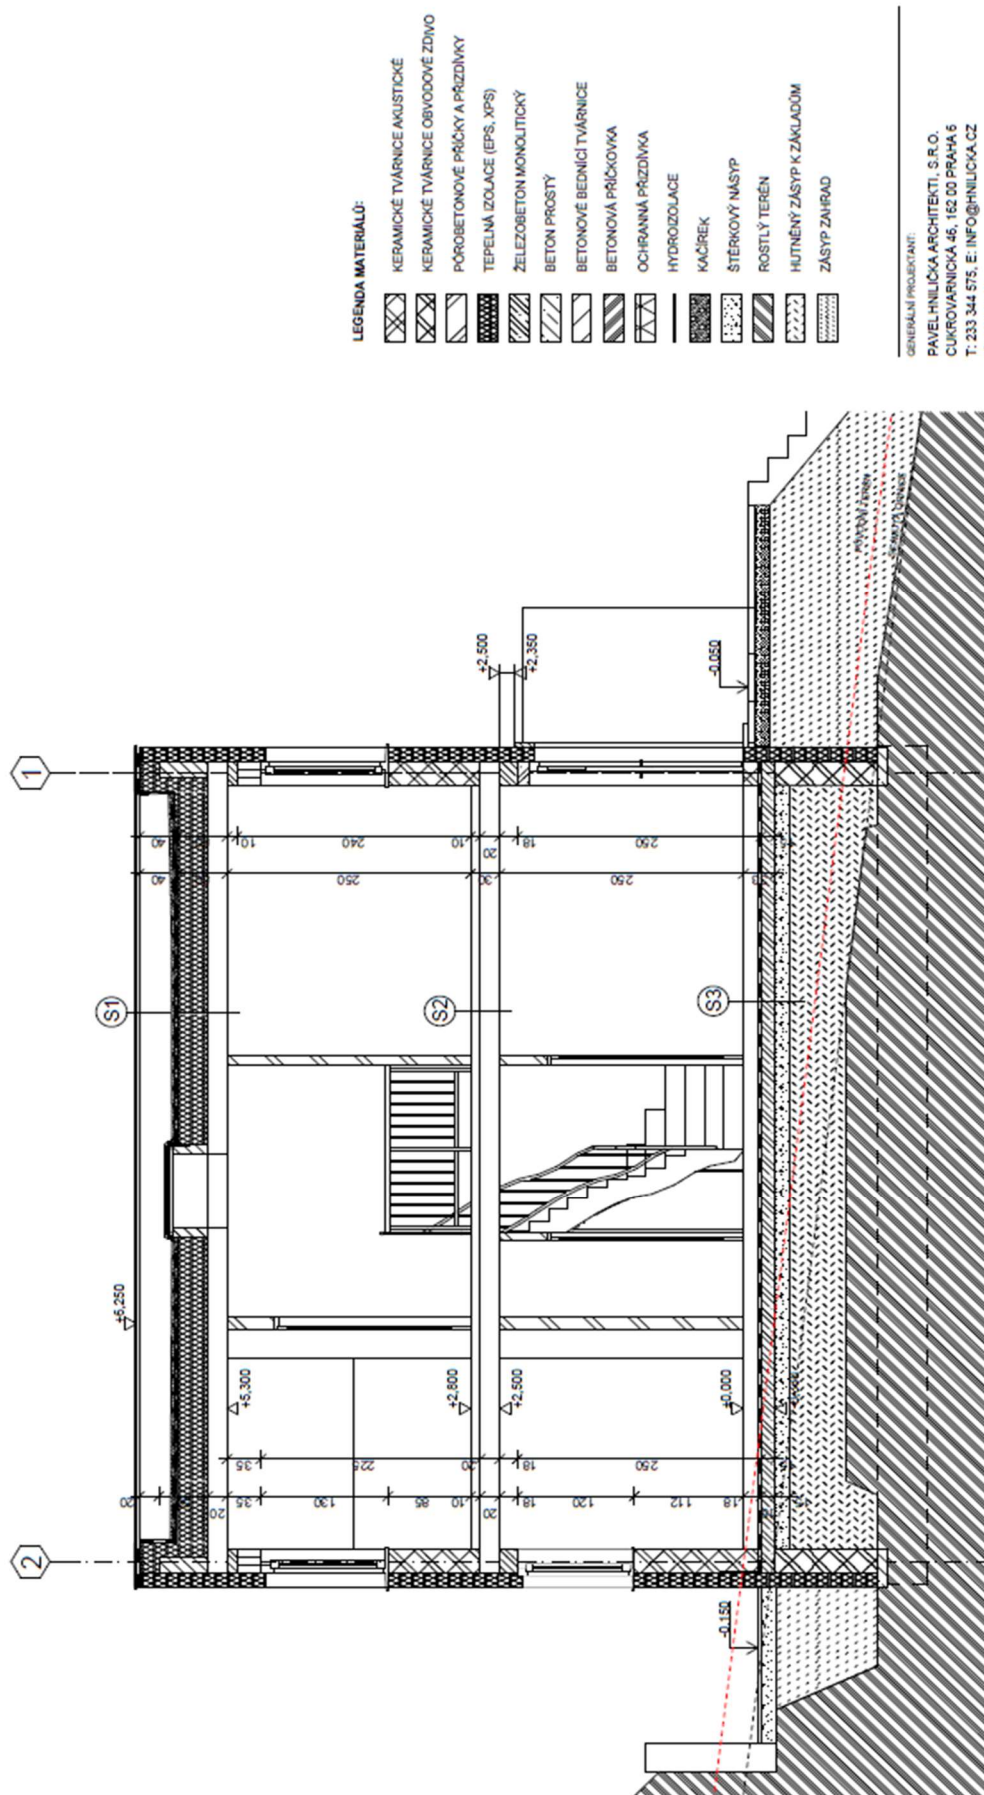 LEGENDA MATERIÁLŮ:
KERAMICKÉ TVÁRNICE AKUSTICKÉ
KERAMICKÉ TVÁRNICE OBVODOVÉ ZDIVO
PÓROBETONOVÉ PŘÍČKY A PŘIZDÍVKY
TEPELNÁ IZOLACE (EPS, XPS)
ŽELEZOBETON MONOLITICKÝ
BETON PROSTÝ
BETONOVÉ BEDNÍCÍ TVÁRNICE
BETONOVÁ PŘÍČKOVKA
OCHRANNÁ PŘIZDÍVKA
HYDROIZOLACE
KAČÍREK
ŠTĚRKOVÝ NÁSYP
ROSTLÝ TERÉN
HUTNĚNÝ ZÁSYP K ZÁKLADŮM
ZÁSYP ZAHRAD
GENERÁLNÍ PROJEKTANT:
PAVELHNILIČKA ARCHITEKTI, S.R.O.
CUKROVARNICKÁ 46, 162 00 PRAHA 6
T: 233 344 575, E: INFO@HNILICKA.CZ
2
1
S1
S2
S3
+6,250
+5,300
+2,800
+2,500
±0,000
-0,150
+2,500
+2,350
-0,050
20
20
35
130
85
10
20
18
120
112
18
35
225
20
18
250
40
250
30
250
40
10
240
10
20
18
250
PŮVODNÍ TERÉN